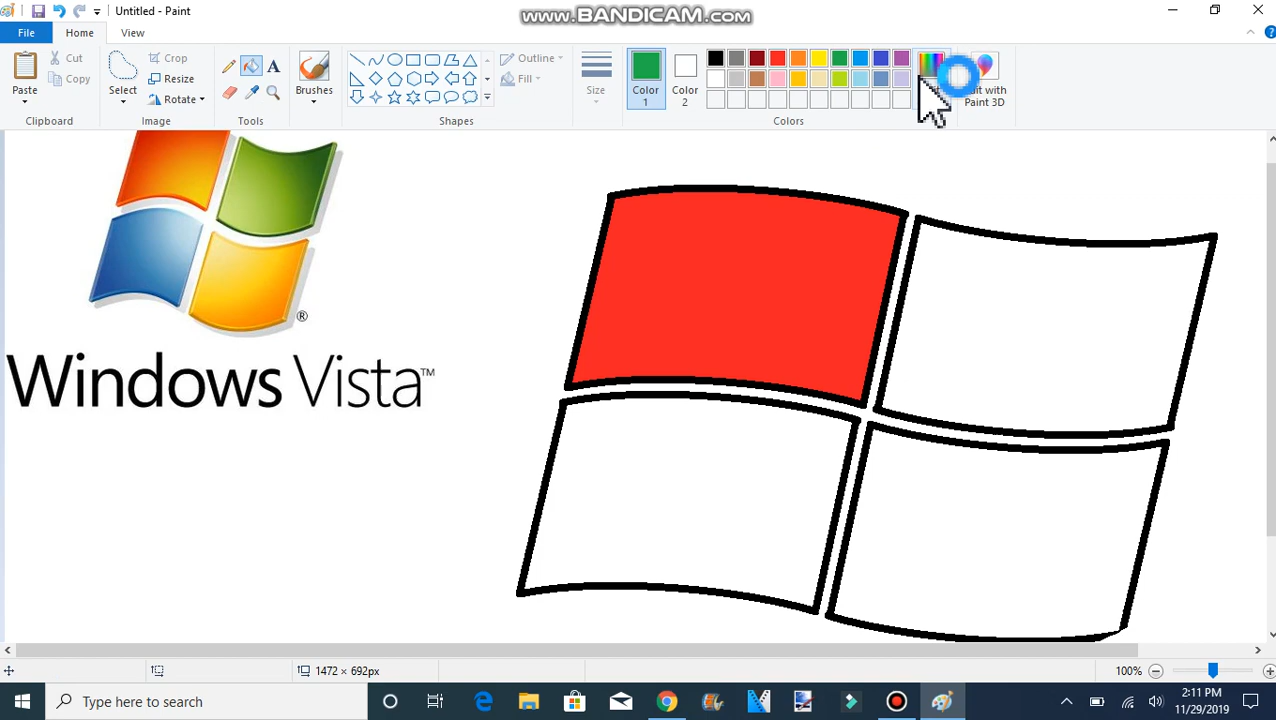 Untitled - Paint
www.BANDICAM.com
File Home View
Paste
Cut
Copy
Clipboard
Select
Crop
Resize
Rotate
Image
Tools
Brushes
Shapes
Outline
Fill
Size
Color 1
Color 2
Colors
it with Paint 3D
®
Windows Vista™
1472 × 692px
100%
Type here to search
2:11 PM
11/29/2019